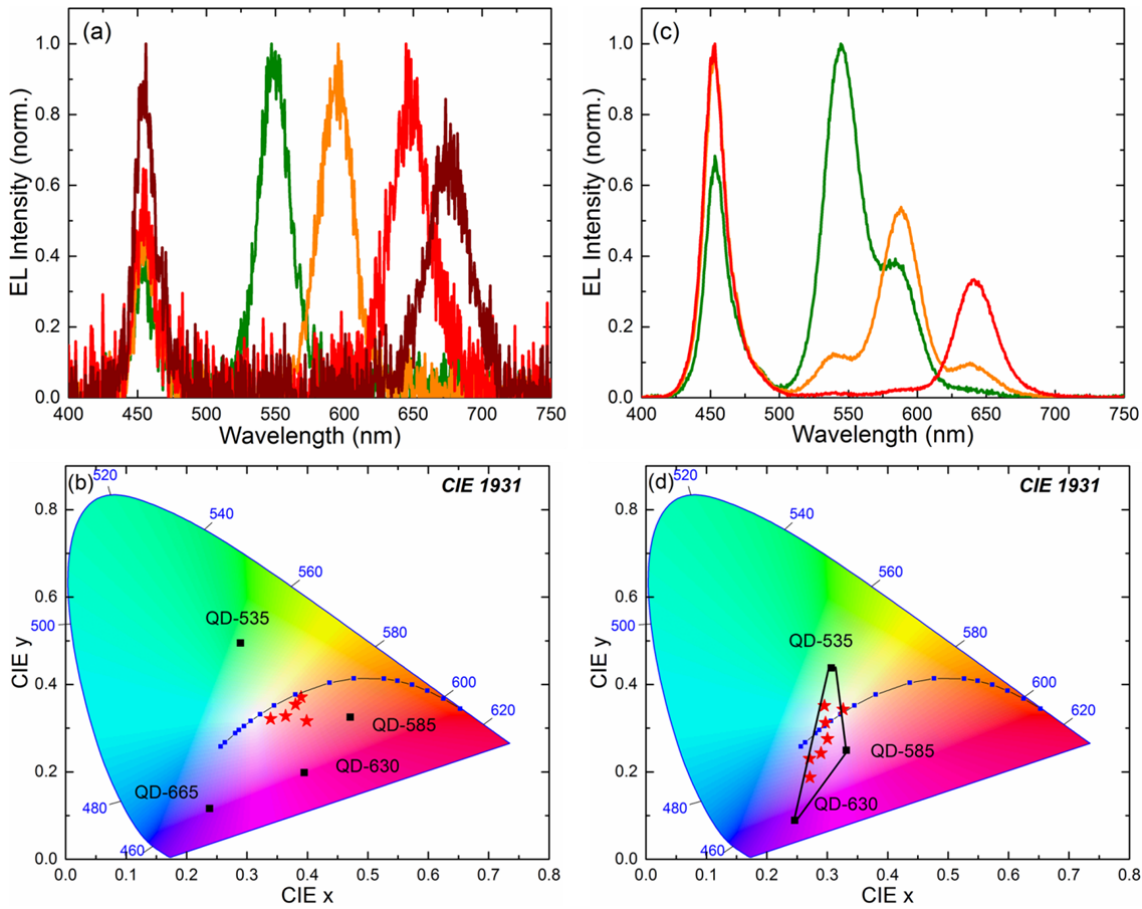 (a)
EL Intensity (norm.)
1.0
0.8
0.6
0.4
0.2
0.0
400 450 500 550 600 650 700 750
Wavelength (nm)
(c)
EL Intensity (norm.)
1.0
0.8
0.6
0.4
0.2
0.0
400 450 500 550 600 650 700 750
Wavelength (nm)
(b)
CIE 1931
CIE y
0.8
0.6
0.4
0.2
0.0
520
540
560
500
580
600
620
480
460
QD-535
QD-585
QD-630
QD-665
0.0 0.1 0.2 0.3 0.4 0.5 0.6 0.7 0.8
CIE x
(d)
CIE 1931
CIE y
0.8
0.6
0.4
0.2
0.0
520
540
560
500
580
600
620
480
460
QD-535
QD-585
QD-630
0.0 0.1 0.2 0.3 0.4 0.5 0.6 0.7 0.8
CIE x